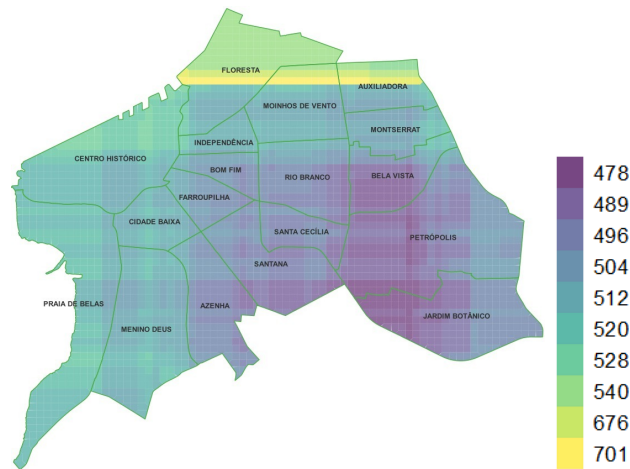 FLORESTA
AUXILIADORA
MOINHOS DE VENTO
MONTSERRAT
INDEPENDÊNCIA
CENTRO HISTÓRICO
BOM FIM
RIO BRANCO
BELA VISTA
FARROUPILHA
CIDADE BAIXA
SANTA CECÍLIA
PETRÓPOLIS
SANTANA
PRAIA DE BELAS
AZENHA
JARDIM BOTÂNICO
MENINO DEUS
478
489
496
504
512
520
528
540
676
701